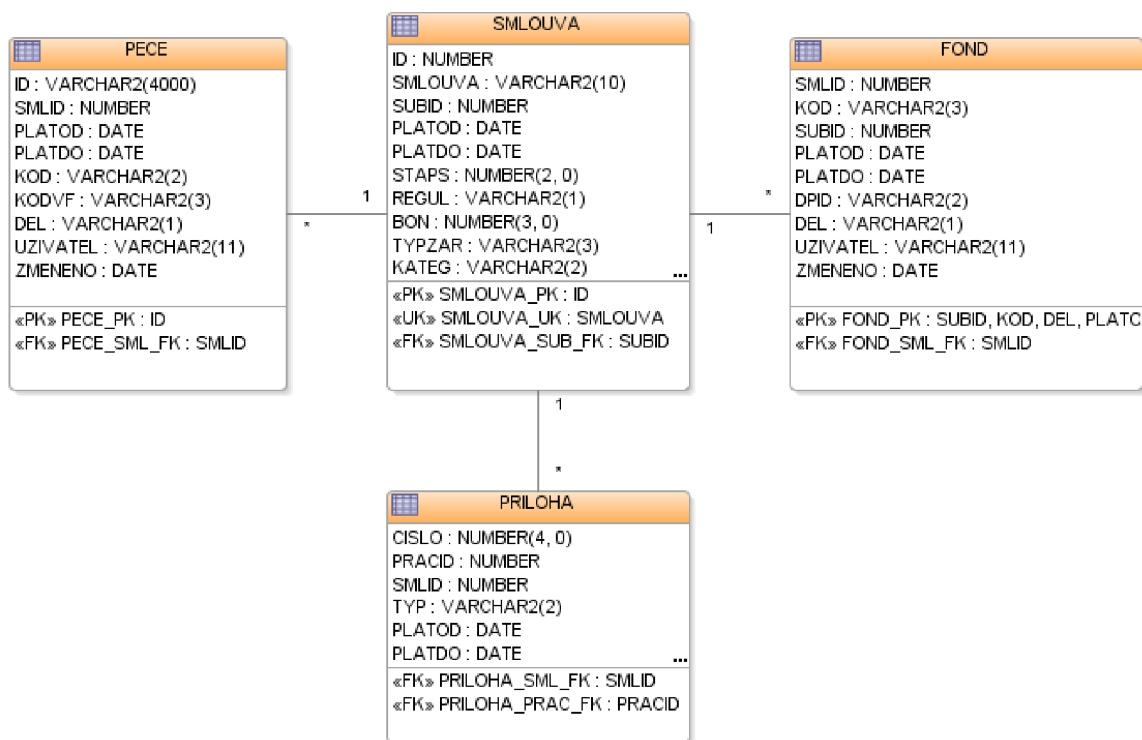 PECE
ID : VARCHAR2(4000)
SMLID : NUMBER
PLATOD : DATE
PLATDO : DATE
KOD : VARCHAR2(2)
KODVF : VARCHAR2(3)
DEL : VARCHAR2(1)
UZIVATEL : VARCHAR2(11)
ZMENENO : DATE
«PK» PECE_PK : ID
«FK» PECE_SML_FK : SMLID
1
*
SMLOUVA
ID : NUMBER
SMLOUVA : VARCHAR2(10)
SUBID : NUMBER
PLATOD : DATE
PLATDO : DATE
STAPS : NUMBER(2, 0)
REGUL : VARCHAR2(1)
BON : NUMBER(3, 0)
TYPZAR : VARCHAR2(3)
KATEG : VARCHAR2(2)
...
«PK» SMLOUVA_PK : ID
«UK» SMLOUVA_UK : SMLOUVA
«FK» SMLOUVA_SUB_FK : SUBID
*
1
FOND
SMLID : NUMBER
KOD : VARCHAR2(3)
SUBID : NUMBER
PLATOD : DATE
PLATDO : DATE
DPID : VARCHAR2(2)
DEL : VARCHAR2(1)
UZIVATEL : VARCHAR2(11)
ZMENENO : DATE
«PK» FOND_PK : SUBID, KOD, DEL, PLATC
«FK» FOND_SML_FK : SMLID
1
*
PRILOHA
CISLO : NUMBER(4, 0)
PRACID : NUMBER
SMLID : NUMBER
TYP : VARCHAR2(2)
PLATOD : DATE
PLATDO : DATE
...
«FK» PRILOHA_SML_FK : SMLID
«FK» PRILOHA_PRAC_FK : PRACID